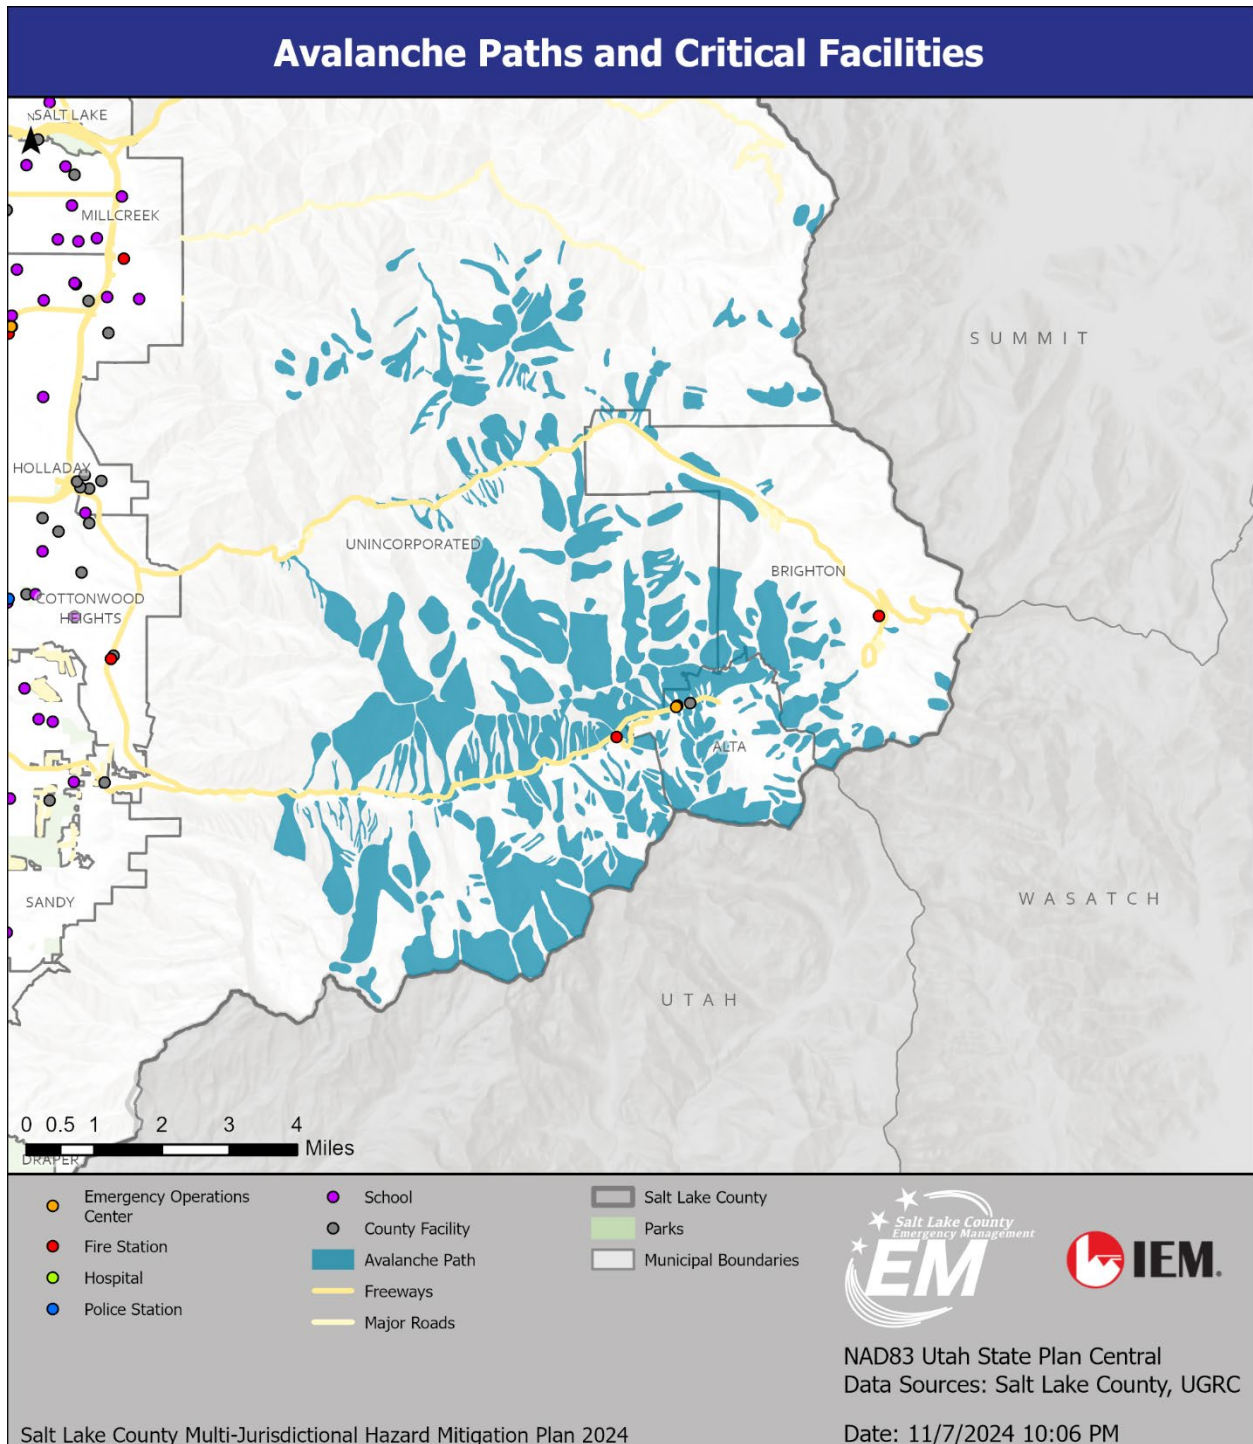 Avalanche Paths and Critical Facilities
N
SALT LAKE
MILLCREEK
SUMMIT
HOLLADAY
UNINCORPORATED
BRIGHTON
COTTONWOOD
HEIGHTS
ALTA
SANDY
WASATCH
UTAH
0 0.5 1 2 3 4
Miles
DRAPER
Emergency Operations
Center
Fire Station
Hospital
Police Station
School
County Facility
Avalanche Path
Freeways
Major Roads
Salt Lake County
Parks
Municipal Boundaries
Salt Lake County
Emergency Management
EM
IEM.
NAD83 Utah State Plan Central
Data Sources: Salt Lake County, UGRC
Salt Lake County Multi-Jurisdictional Hazard Mitigation Plan 2024
Date: 11/7/2024 10:06 PM